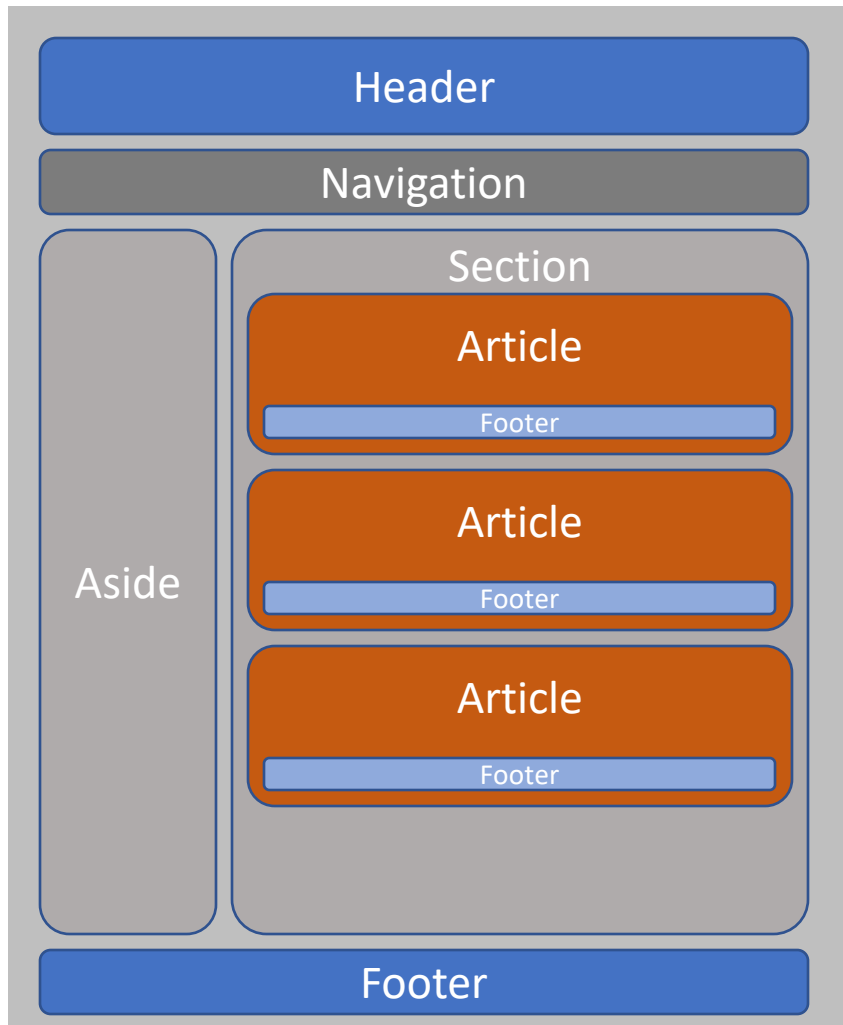 Header
Navigation
Aside
Section
Article
Footer
Article
Footer
Article
Footer
Footer